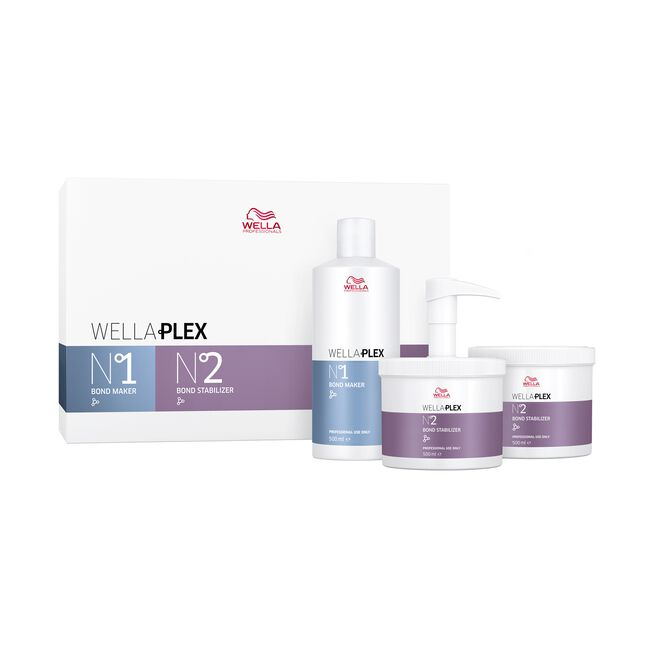 WELLA
PROFESSIONALS
WELLAPLEX
N°1
BOND MAKER
N°2
BOND STABILIZER
WELLA
PROFESSIONALS
WELLAPLEX
N°1
BOND MAKER
PROFESSIONAL USE ONLY
500 ml e
WELLA
PROFESSIONALS
WELLAPLEX
N°2
BOND STABILIZER
PROFESSIONAL USE ONLY
500 ml e
WELLA
WELLAPLEX
N°2
BOND STABILIZER
PROFESSIONAL USE ONLY
500 ml e